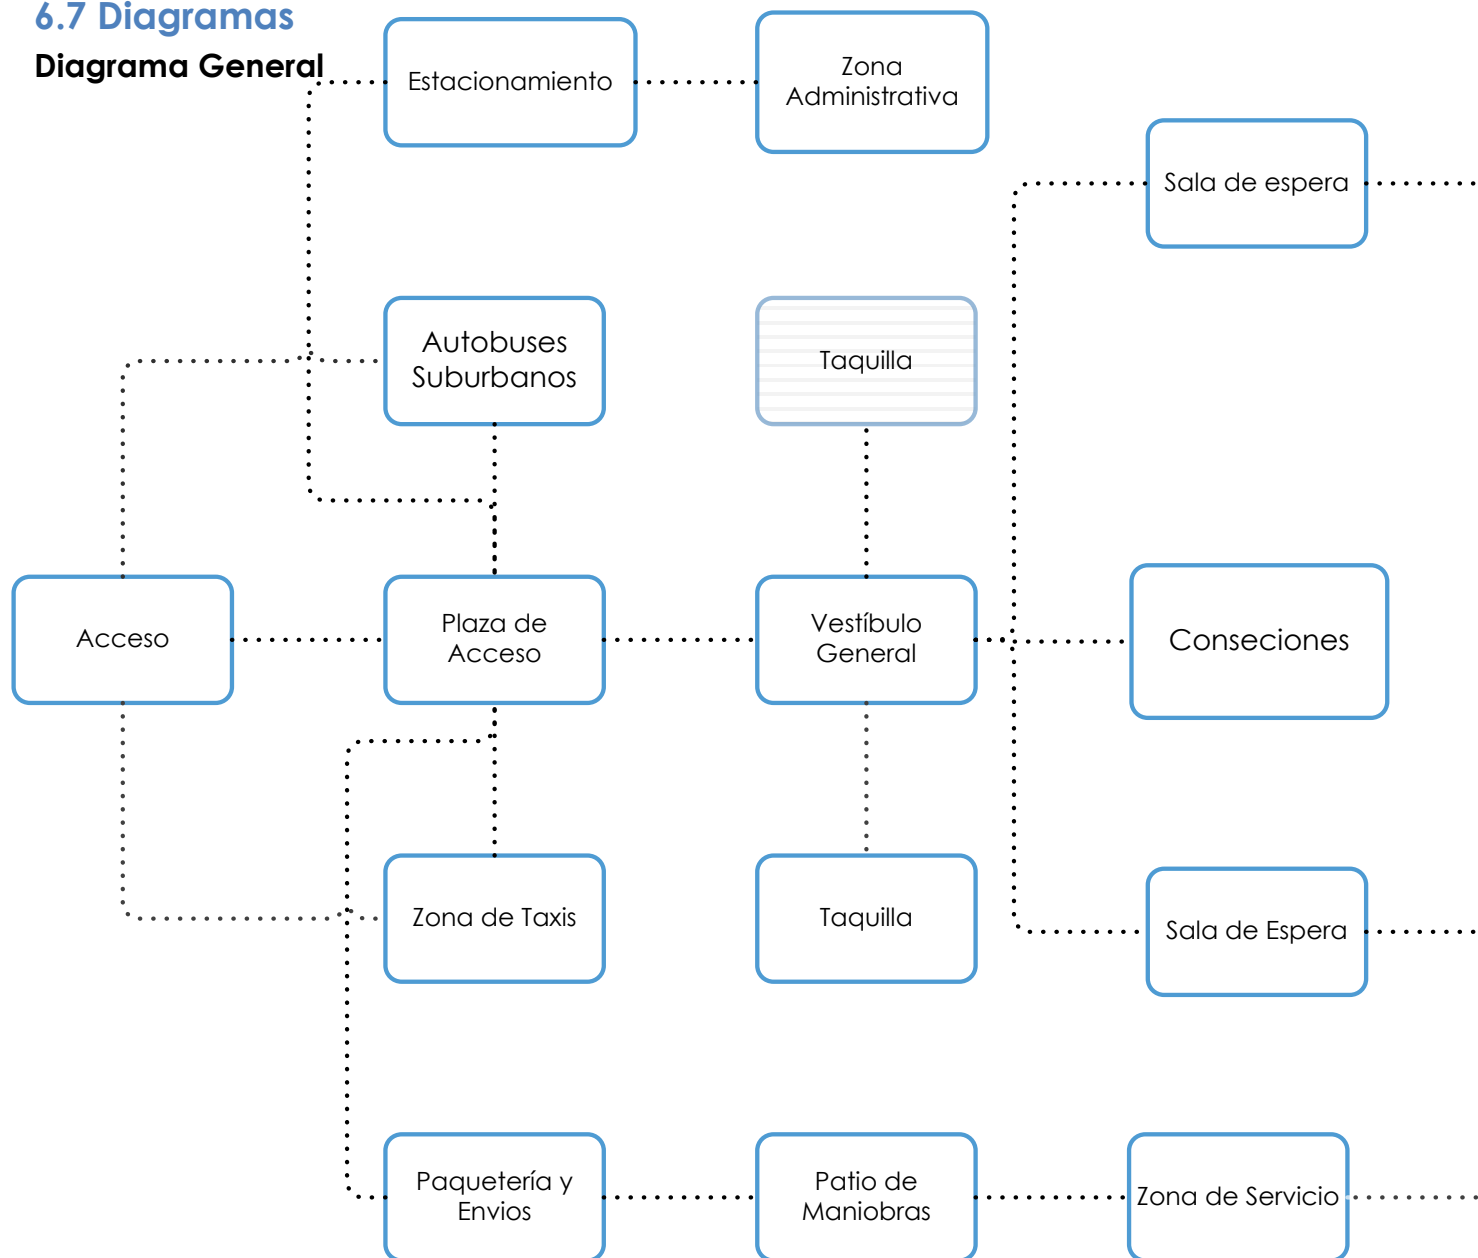 6.7 Diagramas
Diagrama General
Estacionamiento
Zona
Administrativa
Sala de espera
Autobuses
Suburbanos
Taquilla
Acceso
Plaza de
Acceso
Vestíbulo
General
Conseciones
Zona de Taxis
Taquilla
Sala de Espera
Paquetería y
Envios
Patio de
Maniobras
Zona de Servicio